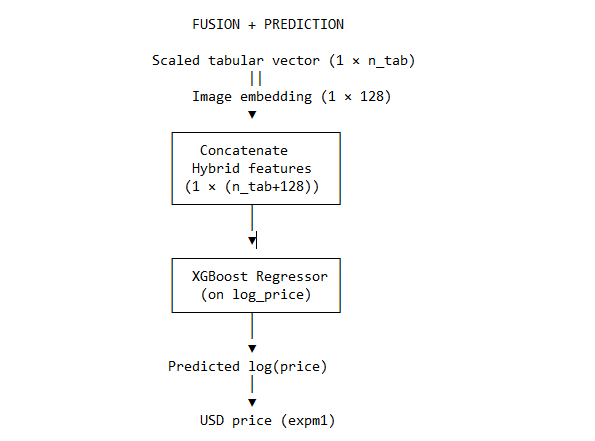 FUSION + PREDICTION
Scaled tabular vector (1 × n_tab)
||
Image embedding (1 × 128)
▼
Concatenate
Hybrid features
(1 × (n_tab+128))
▼
XGBoost Regressor
(on log_price)
▼
Predicted log(price)
▼
USD price (expm1)